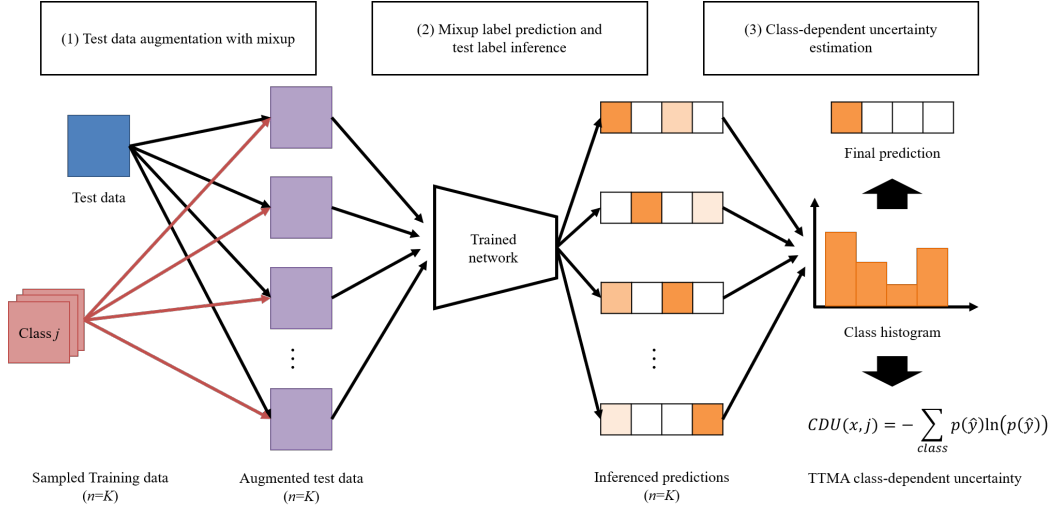 (1) Test data augmentation with mixup
(2) Mixup label prediction and
test label inference
(3) Class-dependent uncertainty
estimation
Test data
Class j
Trained
network
Final prediction
Class histogram
CDU(x, j) = − ∑ p(ŷ)ln(p(ŷ))
class
Sampled Training data
(n=K)
Augmented test data
(n=K)
Inferenced predictions
(n=K)
TTMA class-dependent uncertainty